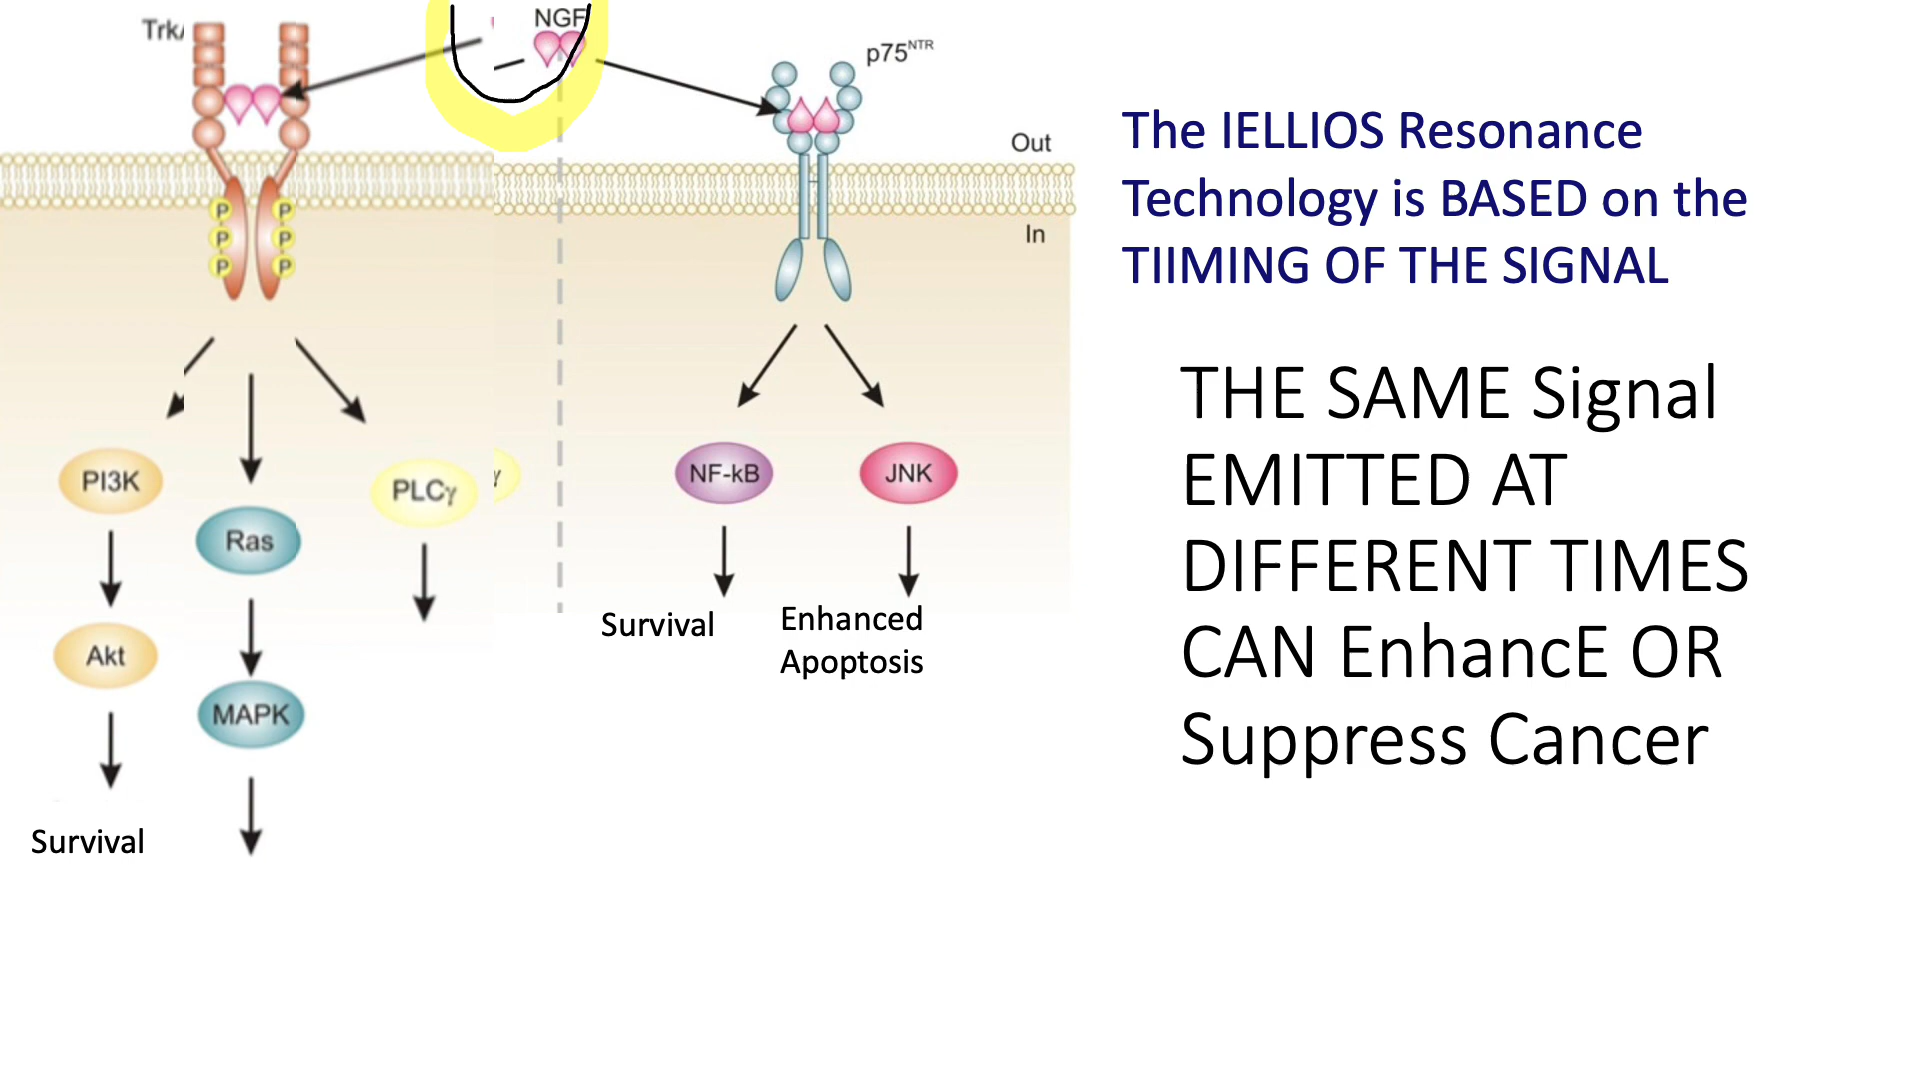 Trk
NGF
p75NTR
Out
In
P P
P P
P P
PI3K
Ras
PLCγ
γ
NF-kB
JNK
Akt
MAPK
Survival
Survival
Enhanced
Apoptosis
The IELLIOS Resonance
Technology is BASED on the
TIIMING OF THE SIGNAL
THE SAME Signal
EMITTED AT
DIFFERENT TIMES
CAN EnhancE OR
Suppress Cancer